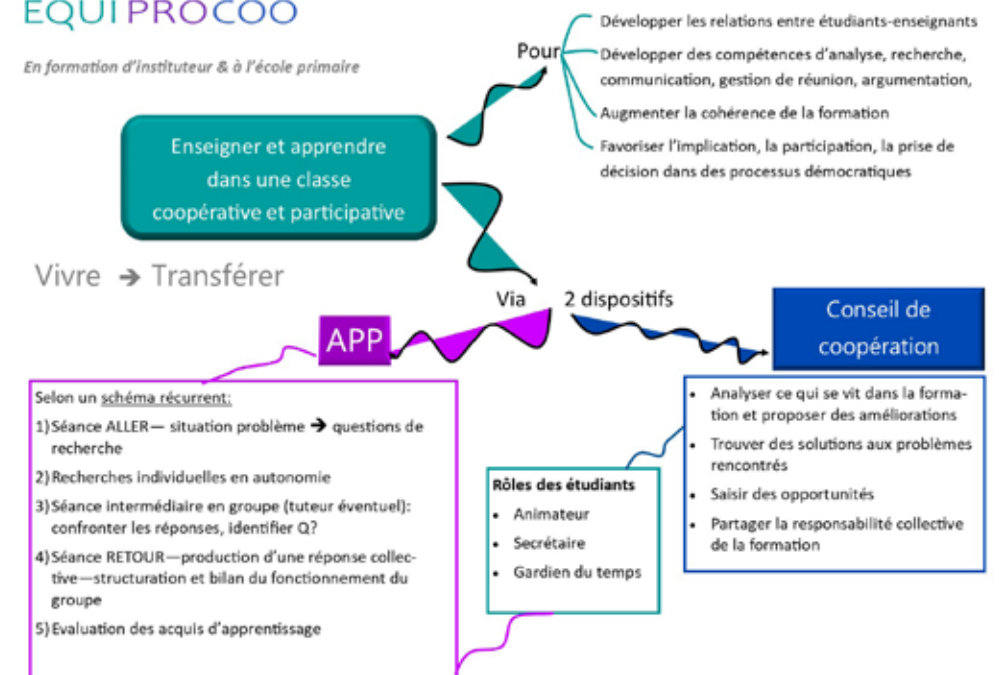 EQUIPROCOO
En formation d'instituteur & à l'école primaire
Pour
Développer les relations entre étudiants-enseignants
Développer des compétences d'analyse, recherche,
communication, gestion de réunion, argumentation,
Augmenter la cohérence de la formation
Favoriser l'implication, la participation, la prise de
décision dans des processus démocratiques
Enseigner et apprendre
dans une classe
coopérative et participative
Vivre → Transférer
Via 2 dispositifs
APP
Selon un schéma récurrent:
1) Séance ALLER— situation problème → questions de
recherche
2) Recherches individuelles en autonomie
3) Séance intermédiaire en groupe (tuteur éventuel):
confronter les réponses, identifier Q?
4) Séance RETOUR—production d'une réponse collec-
tive—structuration et bilan du fonctionnement du
groupe
5) Evaluation des acquis d'apprentissage
Rôles des étudiants
• Animateur
• Secrétaire
• Gardien du temps
Conseil de
coopération
• Analyser ce qui se vit dans la forma-
tion et proposer des améliorations
• Trouver des solutions aux problèmes
rencontrés
• Saisir des opportunités
• Partager la responsabilité collective
de la formation